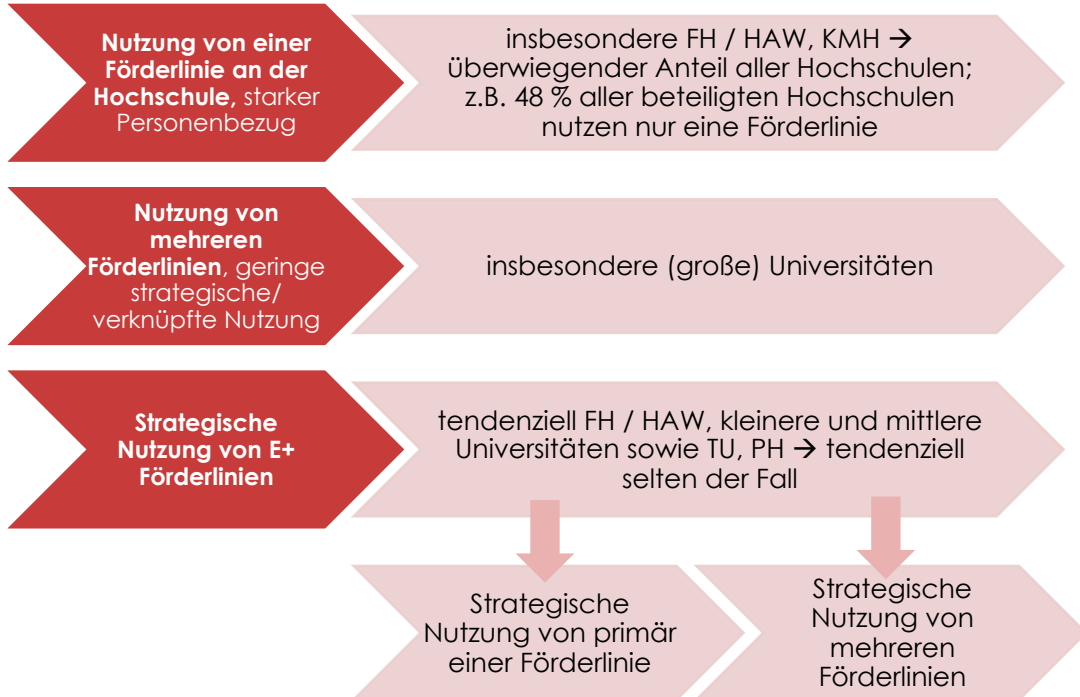 Nutzung von einer
Förderlinie an der
Hochschule, starker
Personenbezug
insbesondere FH / HAW, KMH →
überwiegender Anteil aller Hochschulen;
z.B. 48 % aller beteiligten Hochschulen
nutzen nur eine Förderlinie
Nutzung von
mehreren
Förderlinien, geringe
strategische/
verknüpfte Nutzung
insbesondere (große) Universitäten
Strategische
Nutzung von E+
Förderlinien
tendenziell FH / HAW, kleinere und mittlere
Universitäten sowie TU, PH → tendenziell
selten der Fall
Strategische
Nutzung von primär
einer Förderlinie
Strategische
Nutzung von
mehreren
Förderlinien